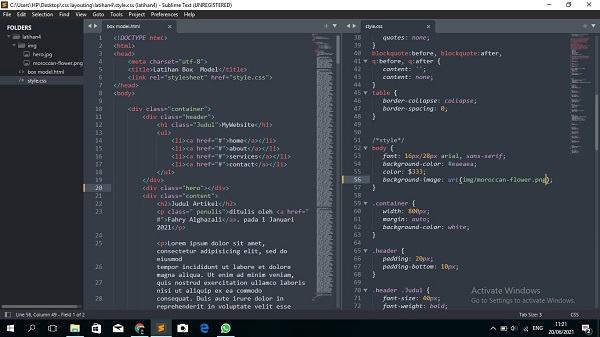 C:\Users\HP\Desktop\css layouting\latihan4\style.css (latihan4) - Sublime Text (UNREGISTERED)
File Edit Selection Find View Goto Tools Project Preferences Help
FOLDERS
latihan4
img
hero.jpg
moroccan-flower.png
box model.html
style.css
box model.html
1 <!DOCTYPE html>
2 <html>
3 <head>
4 <meta charset="utf-8">
5 <title>Latihan Box Model</title>
6 <link rel="stylesheet" href="style.css">
7 </head>
8 <body>
9
10 <div class="container">
11 <div class="header">
12 <h1 class="Judul">MyWebsite</h1>
13 <ul>
14 <li><a href="#">home</a></li>
15 <li><a href="#">about</a></li>
16 <li><a href="#">services</a></li>
17 <li><a href="#">contact</a></li>
18 </ul>
19 </div>
20 <div class="hero"></div>
21 <div class="content">
22 <h2>Judul Artikel</h2>
23 <p class=" penulis">ditulis oleh <a href="
#">Fahry Alghazali</a>, pada 1 Januari
2021</p>
24
25 <p>Lorem ipsum dolor sit amet,
consectetur adipisicing elit, sed do
eiusmod
26 tempor incididunt ut labore et dolore
magna aliqua. Ut enim ad minim veniam,
27 quis nostrud exercitation ullamco laboris
nisi ut aliquip ex ea commodo
28 consequat. Duis aute irure dolor in
reprehenderit in voluptate velit esse
style.css
38 quotes: none;
39 }
40 blockquote:before, blockquote:after,
41 q:before, q:after {
42 content: '';
43 content: none;
44 }
45 table {
46 border-collapse: collapse;
47 border-spacing: 0;
48 }
49
50
51 /*style*/
52 body {
53 font: 16px/28px arial, sans-serif;
54 background-color: #eaeaea;
55 color: $333;
56 background-image: url(img/moroccan-flower.png);
57 }
58
59 .container {
60 width: 800px;
61 margin: auto;
62 background-color: white;
63 }
64
65 .header {
66 padding: 20px;
67 padding-bottom: 10px;
68 }
69
70 .header .Judul {
71 font-size: 40px;
72 font-weight: bold;
Activate Windows
Go to Settings to activate Windows.
Line 56, Column 49 - Field 1 of 2
Tab Size: 3
CSS
ENG
11:21
20/06/2021